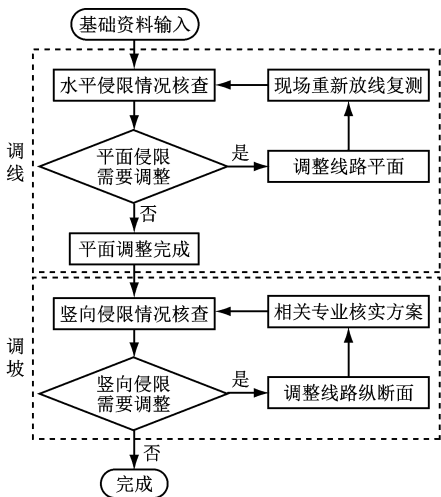 基础资料输入
水平侵限情况核查
现场重新放线复测
平面侵限
需要调整
是
调整线路平面
调线
否
平面调整完成
竖向侵限情况核查
相关专业核实方案
竖向侵限
需要调整
是
调整线路纵断面
调坡
否
完成